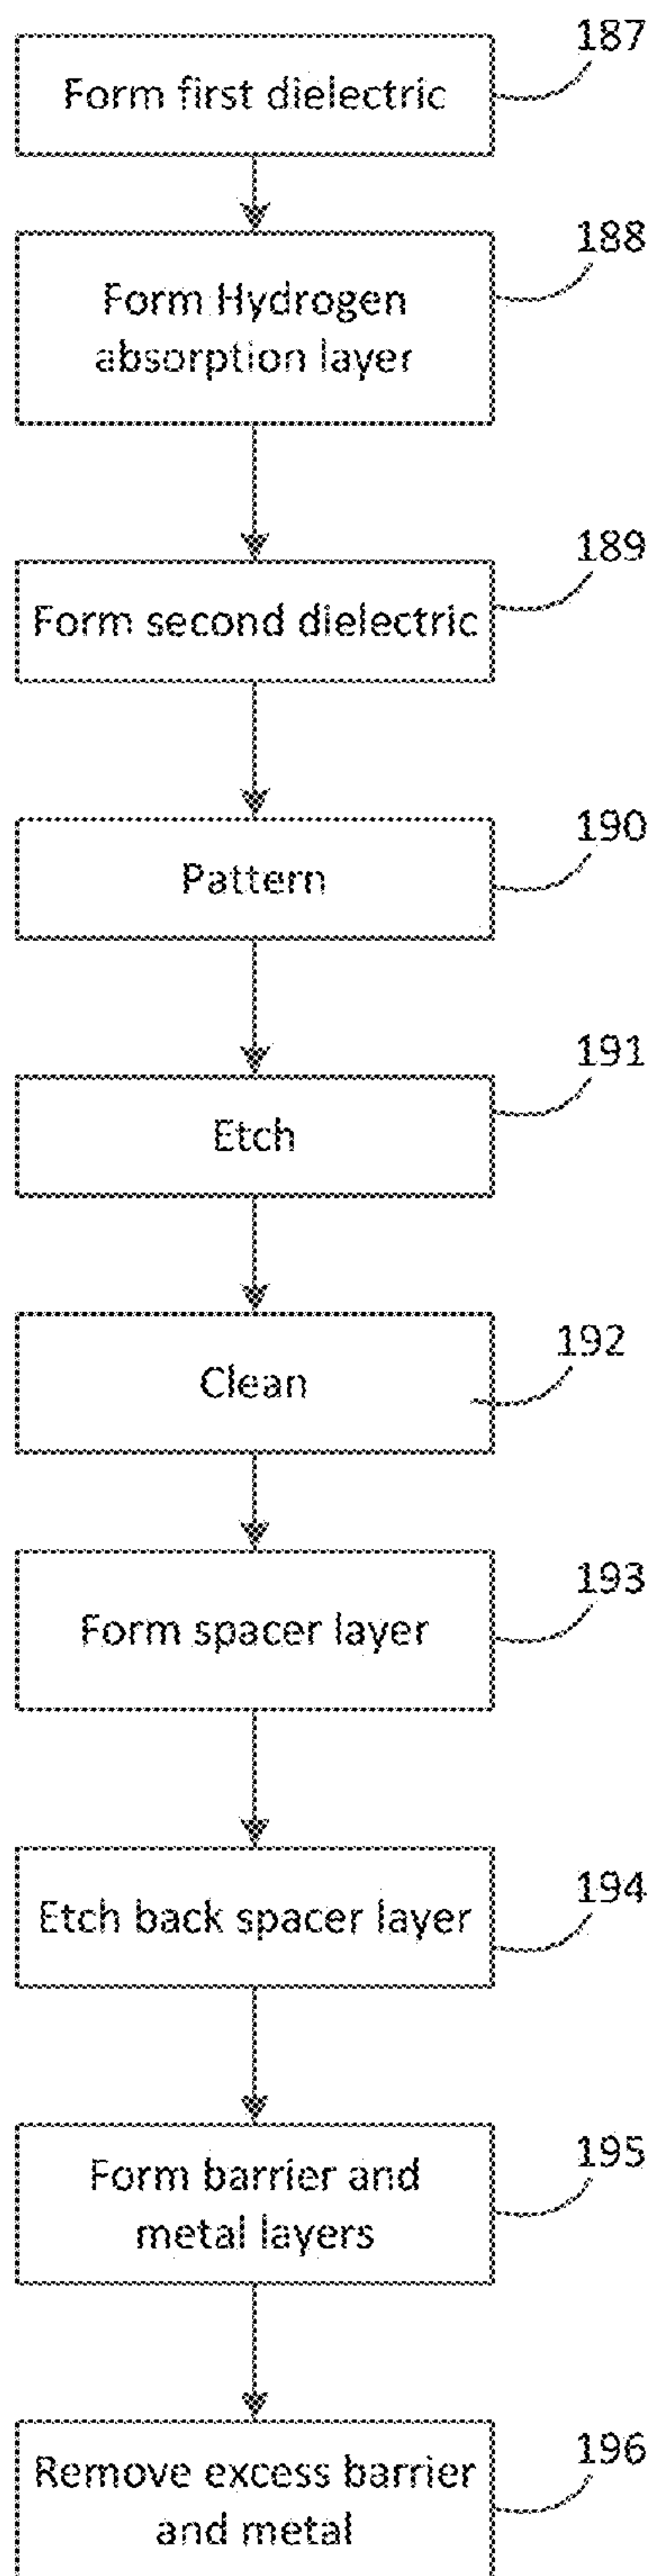 187
Form first dielectric
188
Form Hydrogen
absorption layer
189
Form second dielectric
190
Pattern
191
Etch
192
Clean
193
Form spacer layer
194
Etch back spacer layer
195
Form barrier and
metal layers
196
Remove excess barrier
and metal